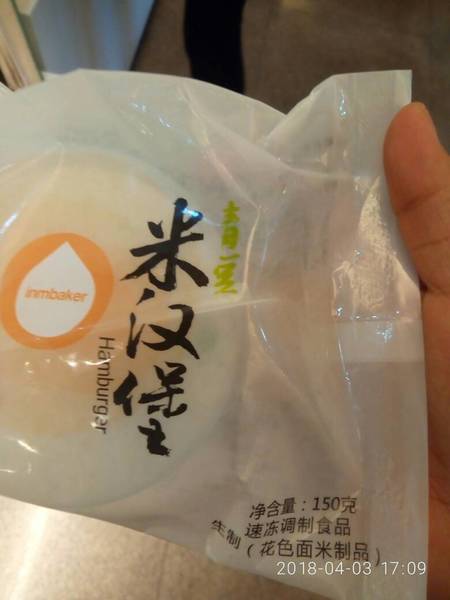 青豆
米汉堡
inmbaker
Hamburgar
净含量：150克
速冻调制食品
生制（花色面米制品）
2018-04-03 17:09